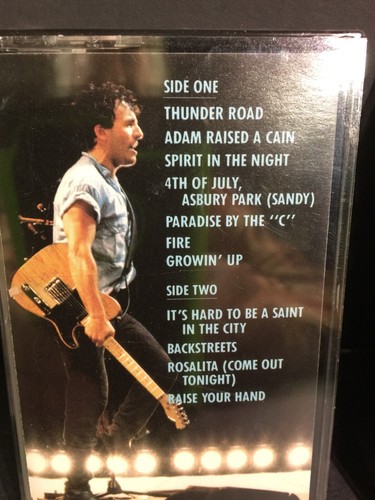 SIDE ONE
THUNDER ROAD
ADAM RAISED A CAIN
SPIRIT IN THE NIGHT
4TH OF JULY,
ASBURY PARK (SANDY)
PARADISE BY THE "C"
FIRE
GROWIN' UP
SIDE TWO
IT'S HARD TO BE A SAINT
IN THE CITY
BACKSTREETS
ROSALITA (COME OUT
TONIGHT)
RAISE YOUR HAND